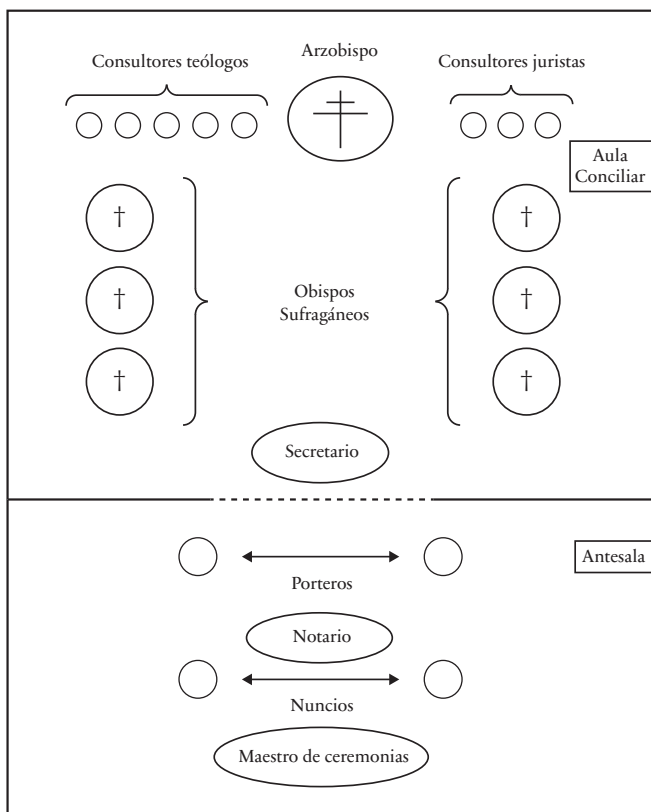 Arzobispo
Consultores teólogos
Consultores juristas
Aula
Conciliar
†
†
†
†
†
†
Obispos
Sufragáneos
Secretario
Antesala
Porteros
Notario
Nuncios
Maestro de ceremonias